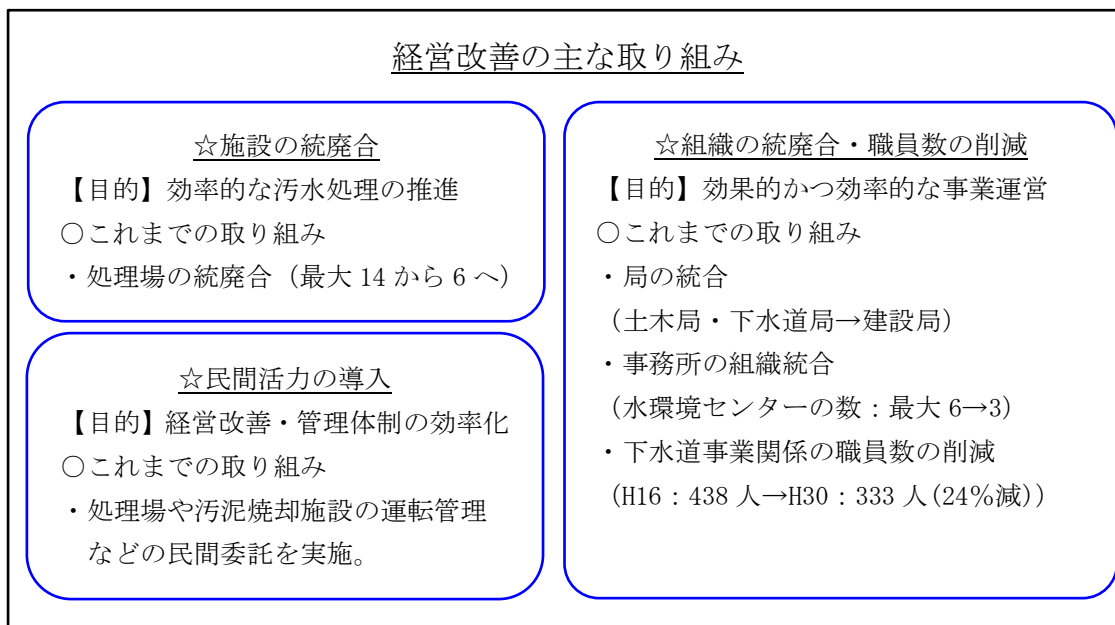 経営改善の主な取り組み
☆施設の統廃合
【目的】効率的な汚水処理の推進
○これまでの取り組み
・処理場の統廃合（最大 14 から 6 へ）
☆民間活力の導入
【目的】経営改善・管理体制の効率化
○これまでの取り組み
・処理場や汚泥焼却施設の運転管理
などの民間委託を実施。
☆組織の統廃合・職員数の削減
【目的】効果的かつ効率的な事業運営
○これまでの取り組み
・局の統合
（土木局・下水道局→建設局）
・事務所の組織統合
（水環境センターの数：最大 6→3）
・下水道事業関係の職員数の削減
（H16：438 人→H30：333 人(24％減)）